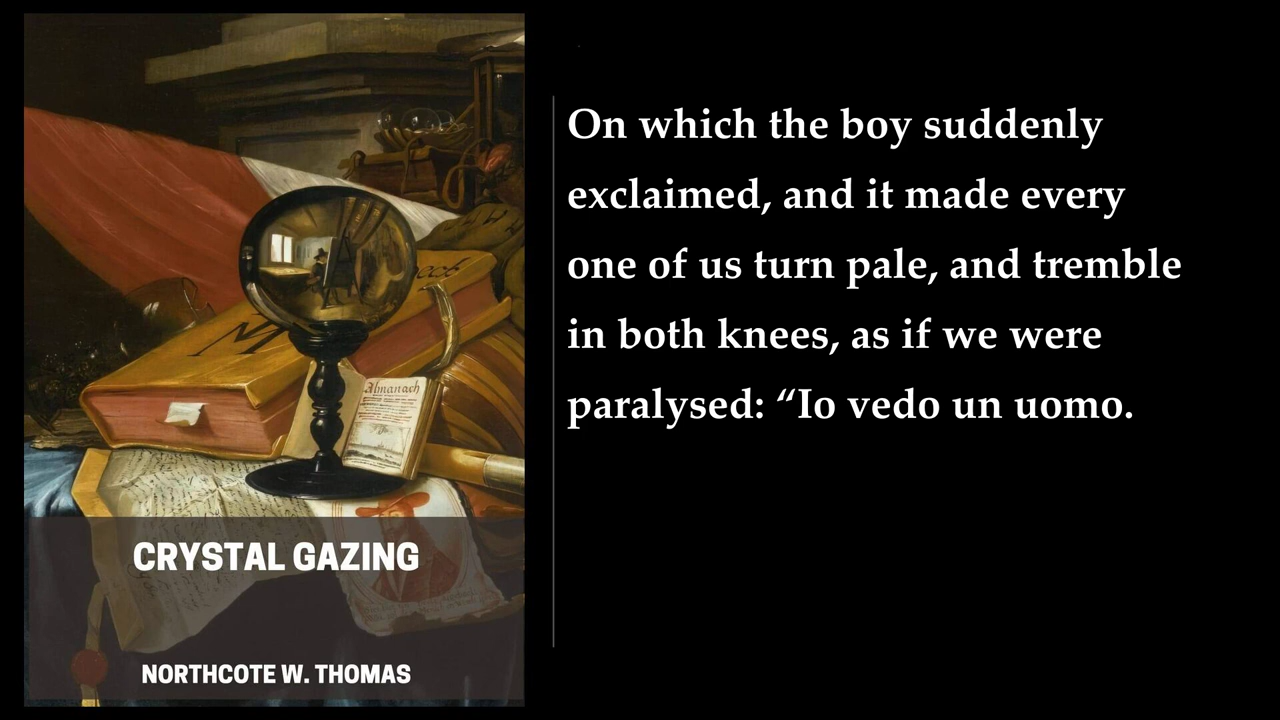 On which the boy suddenly
exclaimed, and it made every
one of us turn pale, and tremble
in both knees, as if we were
paralysed: “Io vedo un uomo.
Almanach
M
CRYSTAL GAZING
NORTHCOTE W. THOMAS